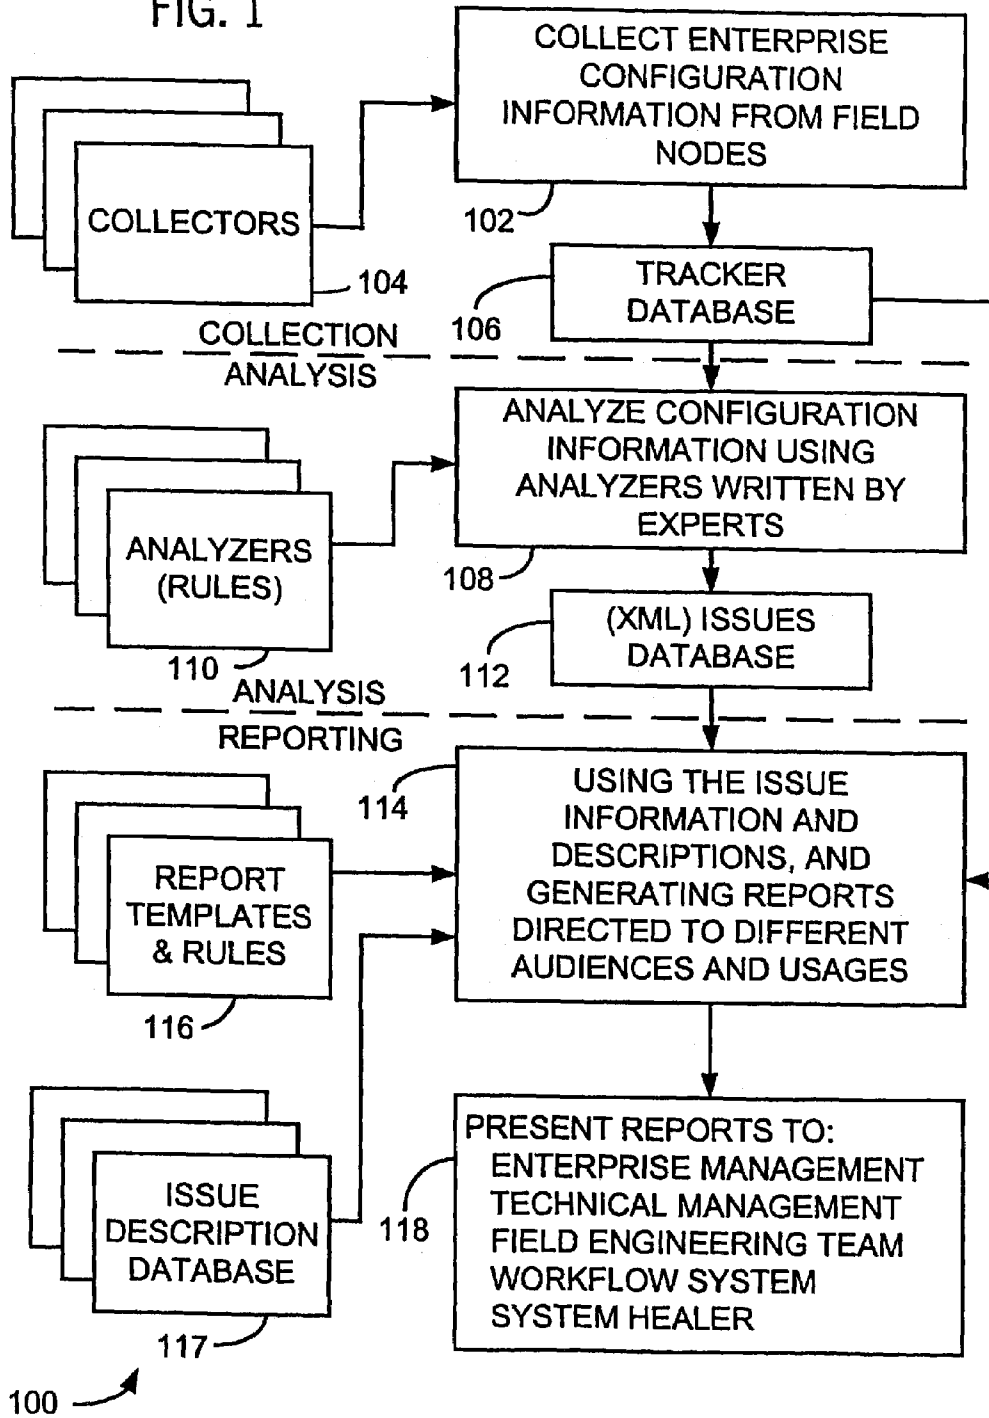 FIG. 1
COLLECT ENTERPRISE
CONFIGURATION
INFORMATION FROM FIELD
NODES
COLLECTORS
102
104
TRACKER
DATABASE
106
COLLECTION
ANALYSIS
ANALYZE CONFIGURATION
INFORMATION USING
ANALYZERS WRITTEN BY
EXPERTS
ANALYZERS
(RULES)
108
110
(XML) ISSUES
DATABASE
112
ANALYSIS
REPORTING
114
USING THE ISSUE
INFORMATION AND
DESCRIPTIONS, AND
GENERATING REPORTS
DIRECTED TO DIFFERENT
AUDIENCES AND USAGES
REPORT
TEMPLATES
& RULES
116
PRESENT REPORTS TO:
ENTERPRISE MANAGEMENT
TECHNICAL MANAGEMENT
FIELD ENGINEERING TEAM
WORKFLOW SYSTEM
SYSTEM HEALER
118
ISSUE
DESCRIPTION
DATABASE
117
100